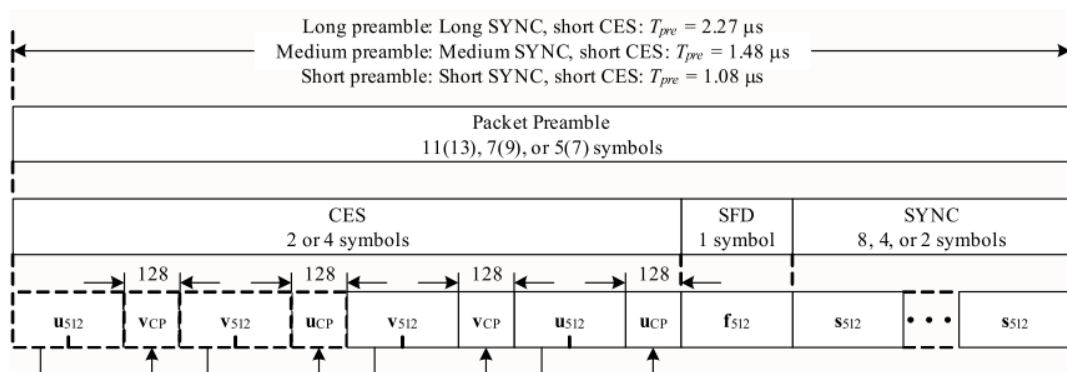 Long preamble: Long SYNC, short CES: Tpre = 2.27 μs
Medium preamble: Medium SYNC, short CES: Tpre = 1.48 μs
Short preamble: Short SYNC, short CES: Tpre = 1.08 μs
Packet Preamble
11(13), 7(9), or 5(7) symbols
CES SFD SYNC
2 or 4 symbols 1 symbol 8, 4, or 2 symbols
128 128 128 128
u512 vCP v512 uCP v512 vCP u512 uCP f512 s512 • • • s512